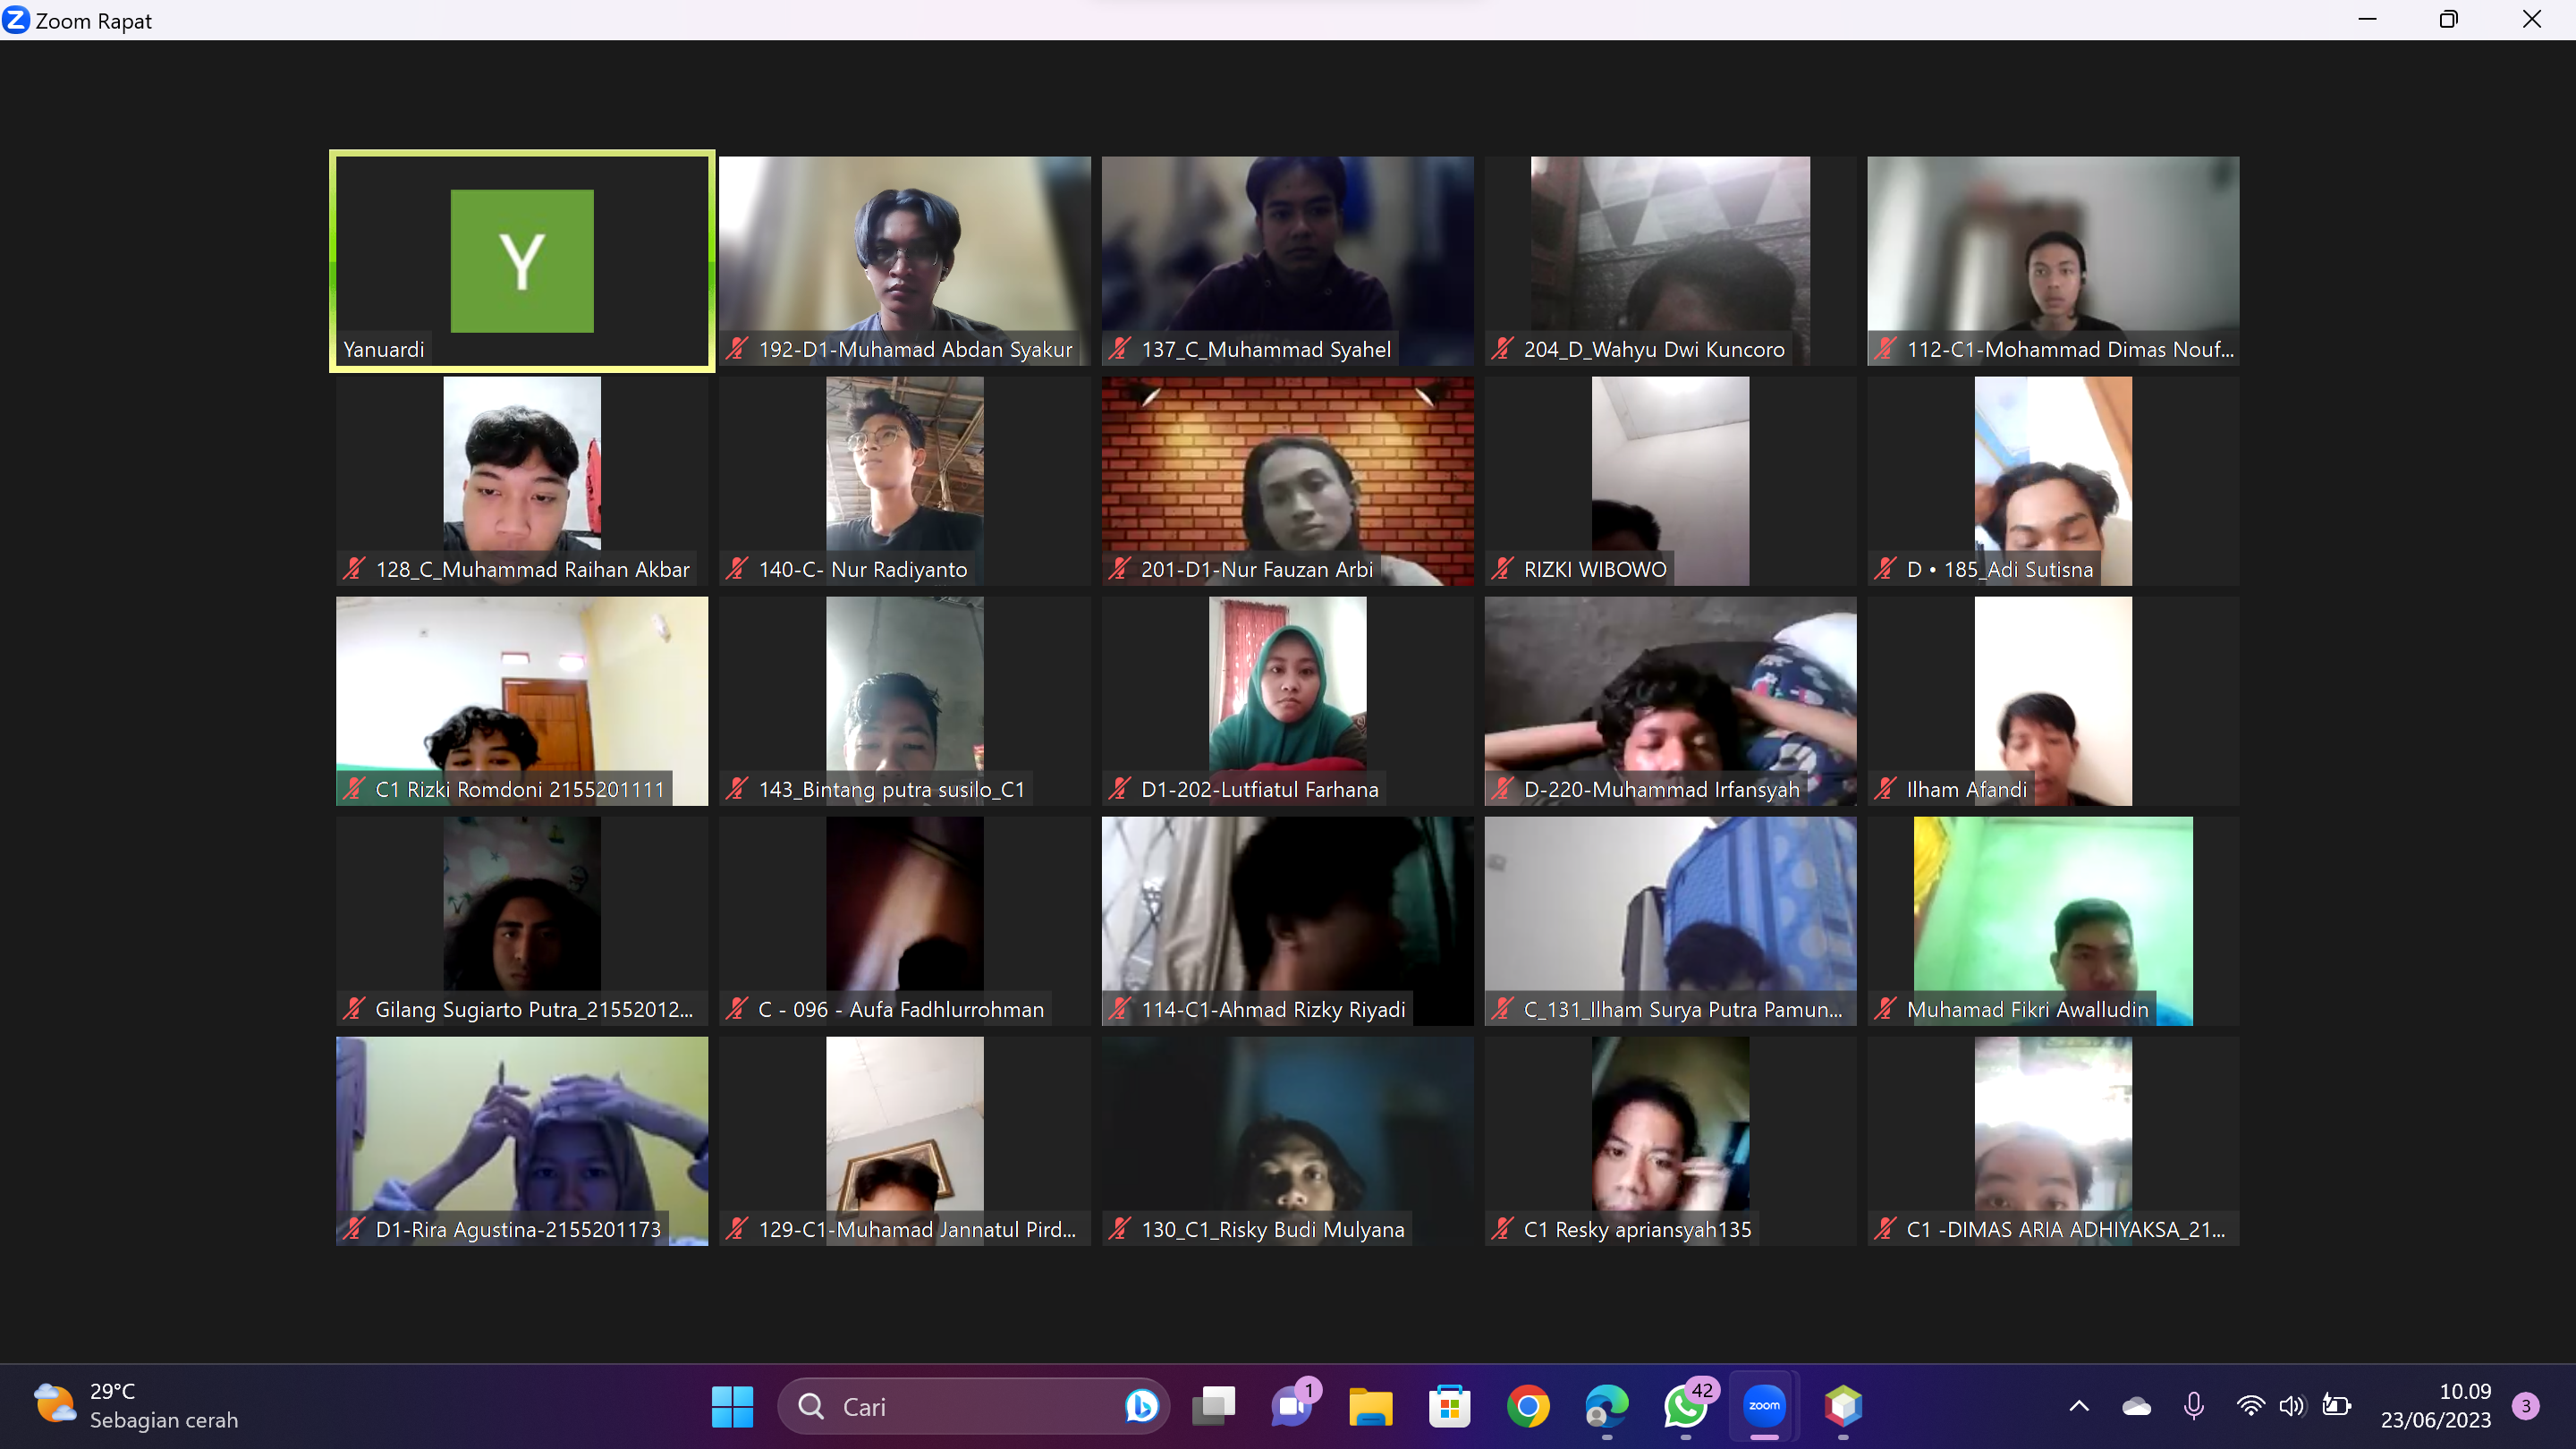 Zoom Rapat
Y
Yanuardi
192-D1-Muhamad Abdan Syakur
137_C_Muhammad Syahel
204_D_Wahyu Dwi Kuncoro
112-C1-Mohammad Dimas Nouf...
128_C_Muhammad Raihan Akbar
140-C- Nur Radiyanto
201-D1-Nur Fauzan Arbi
RIZKI WIBOWO
D • 185_Adi Sutisna
C1 Rizki Romdoni 2155201111
143_Bintang putra susilo_C1
D1-202-Lutfiatul Farhana
D-220-Muhammad Irfansyah
Ilham Afandi
Gilang Sugiarto Putra_21552012...
C - 096 - Aufa Fadhlurrohman
114-C1-Ahmad Rizky Riyadi
C_131_Ilham Surya Putra Pamun...
Muhamad Fikri Awalludin
D1-Rira Agustina-2155201173
129-C1-Muhamad Jannatul Pird...
130_C1_Risky Budi Mulyana
C1 Resky apriansyah135
C1 -DIMAS ARIA ADHIYAKSA_21...
29°C
Sebagian cerah
Cari
1
42
zoom
10.09
23/06/2023
3